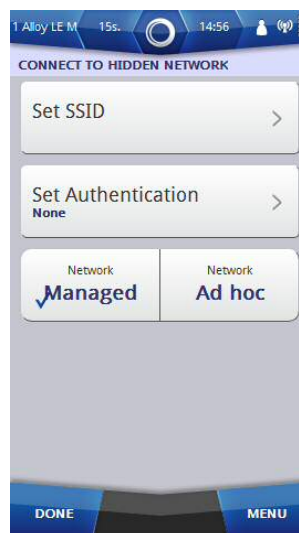 1 Alloy LE M 15s. 14:56
CONNECT TO HIDDEN NETWORK
Set SSID
Set Authentication
None
Network Network
Managed Ad hoc
DONE MENU